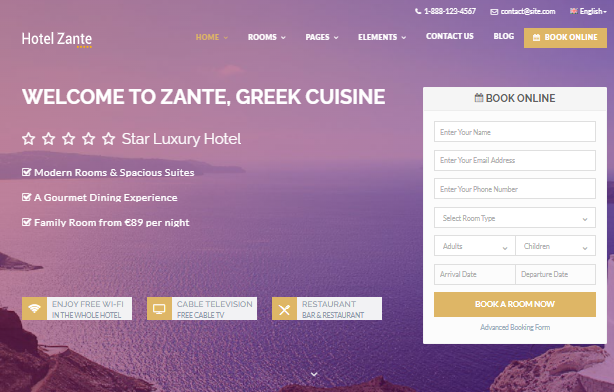 1-888-123-4567 contact@site.com English
Hotel Zante
HOME ROOMS PAGES ELEMENTS CONTACT US BLOG BOOK ONLINE
WELCOME TO ZANTE, GREEK CUISINE
Star Luxury Hotel
Modern Rooms & Spacious Suites
A Gourmet Dining Experience
Family Room from €89 per night
ENJOY FREE WI-FI
IN THE WHOLE HOTEL
CABLE TELEVISION
FREE CABLE TV
RESTAURANT
BAR & RESTAURANT
BOOK ONLINE
Enter Your Name
Enter Your Email Address
Enter Your Phone Number
Select Room Type
Adults Children
Arrival Date Departure Date
BOOK A ROOM NOW
Advanced Booking Form